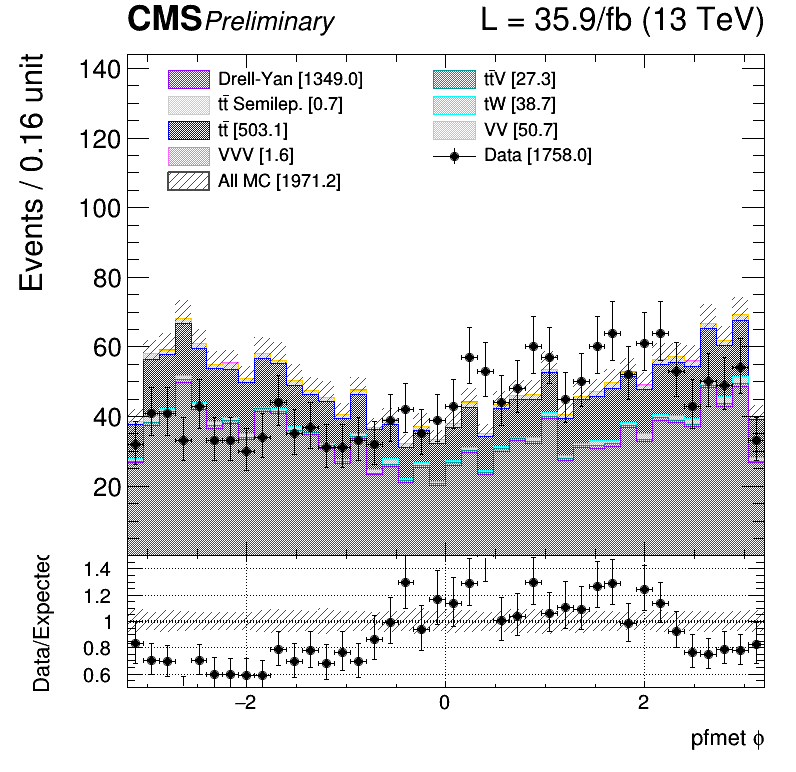 CMS Preliminary L = 35.9/fb (13 TeV)
Events / 0.16 unit
140
120
100
80
60
40
20
Drell-Yan [1349.0]
tt̄ Semilep. [0.7]
tt̄ [503.1]
VVV [1.6]
All MC [1971.2]
tt̄V [27.3]
tW [38.7]
VV [50.7]
Data [1758.0]
Data/Expected
1.4
1.2
1
0.8
0.6
−2 0 2
pfmet ϕ